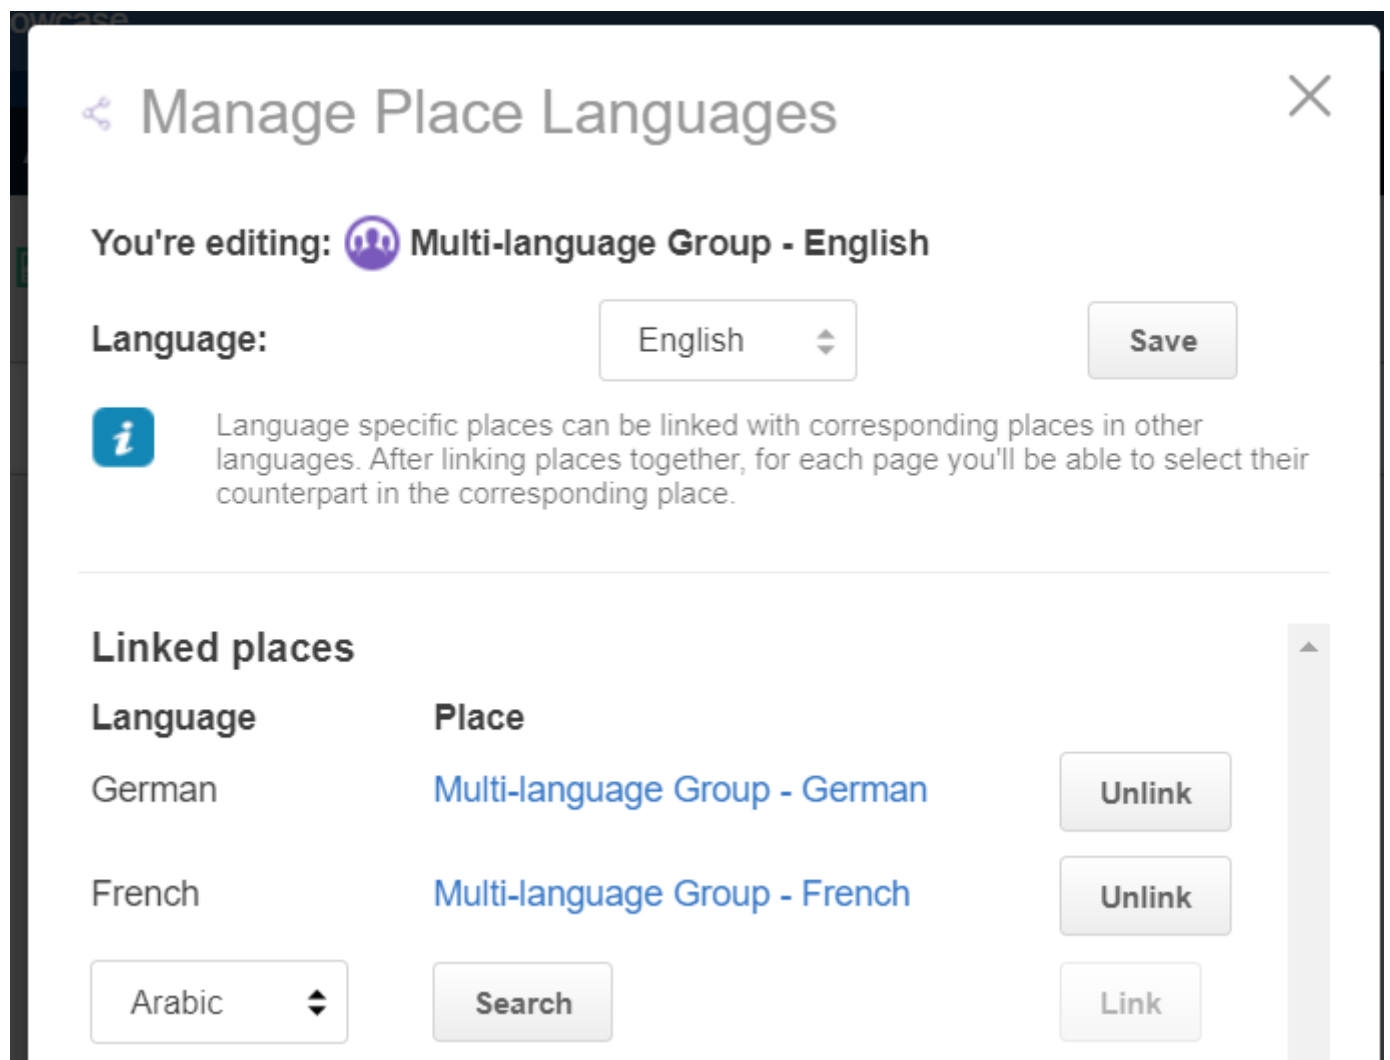 Manage Place Languages
You're editing: Multi-language Group - English
Language: English Save
Language specific places can be linked with corresponding places in other
languages. After linking places together, for each page you'll be able to select their
counterpart in the corresponding place.
Linked places
Language Place
German Multi-language Group - German Unlink
French Multi-language Group - French Unlink
Arabic Search Link